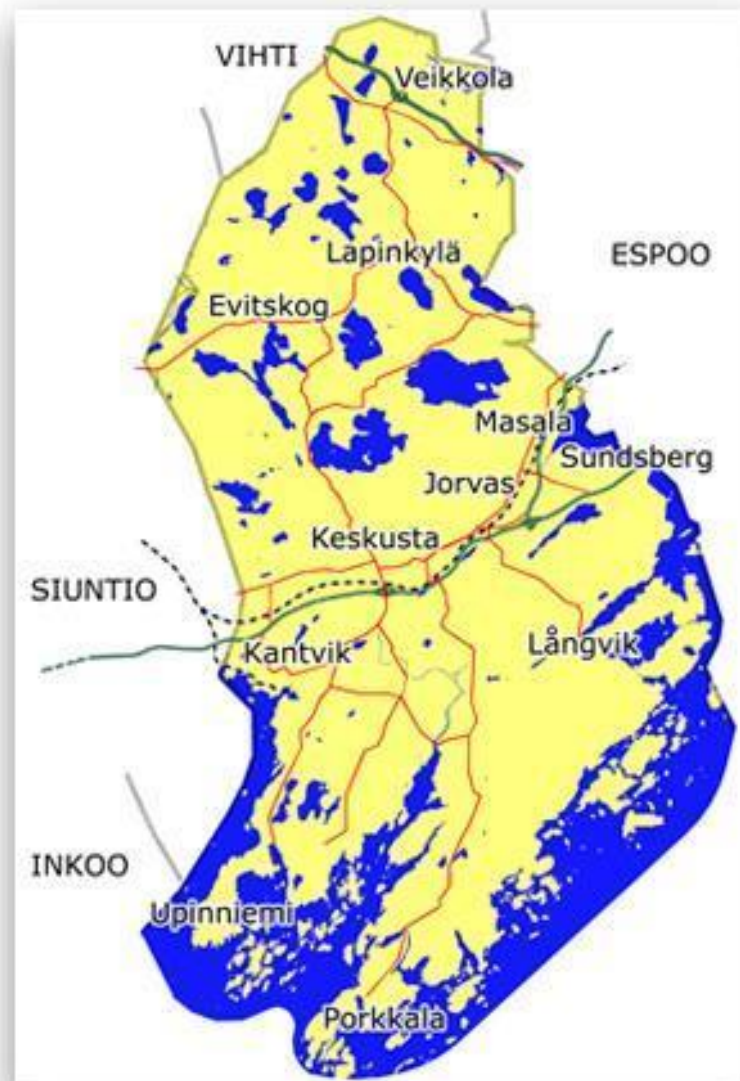 VIHTI
Veikkola
Lapinkylä
ESPOO
Evitskog
Masala
Sundsberg
Jorvas
Keskusta
SIUNTIO
Kantvik
Långvik
INKOO
Upinniemi
Porkkala